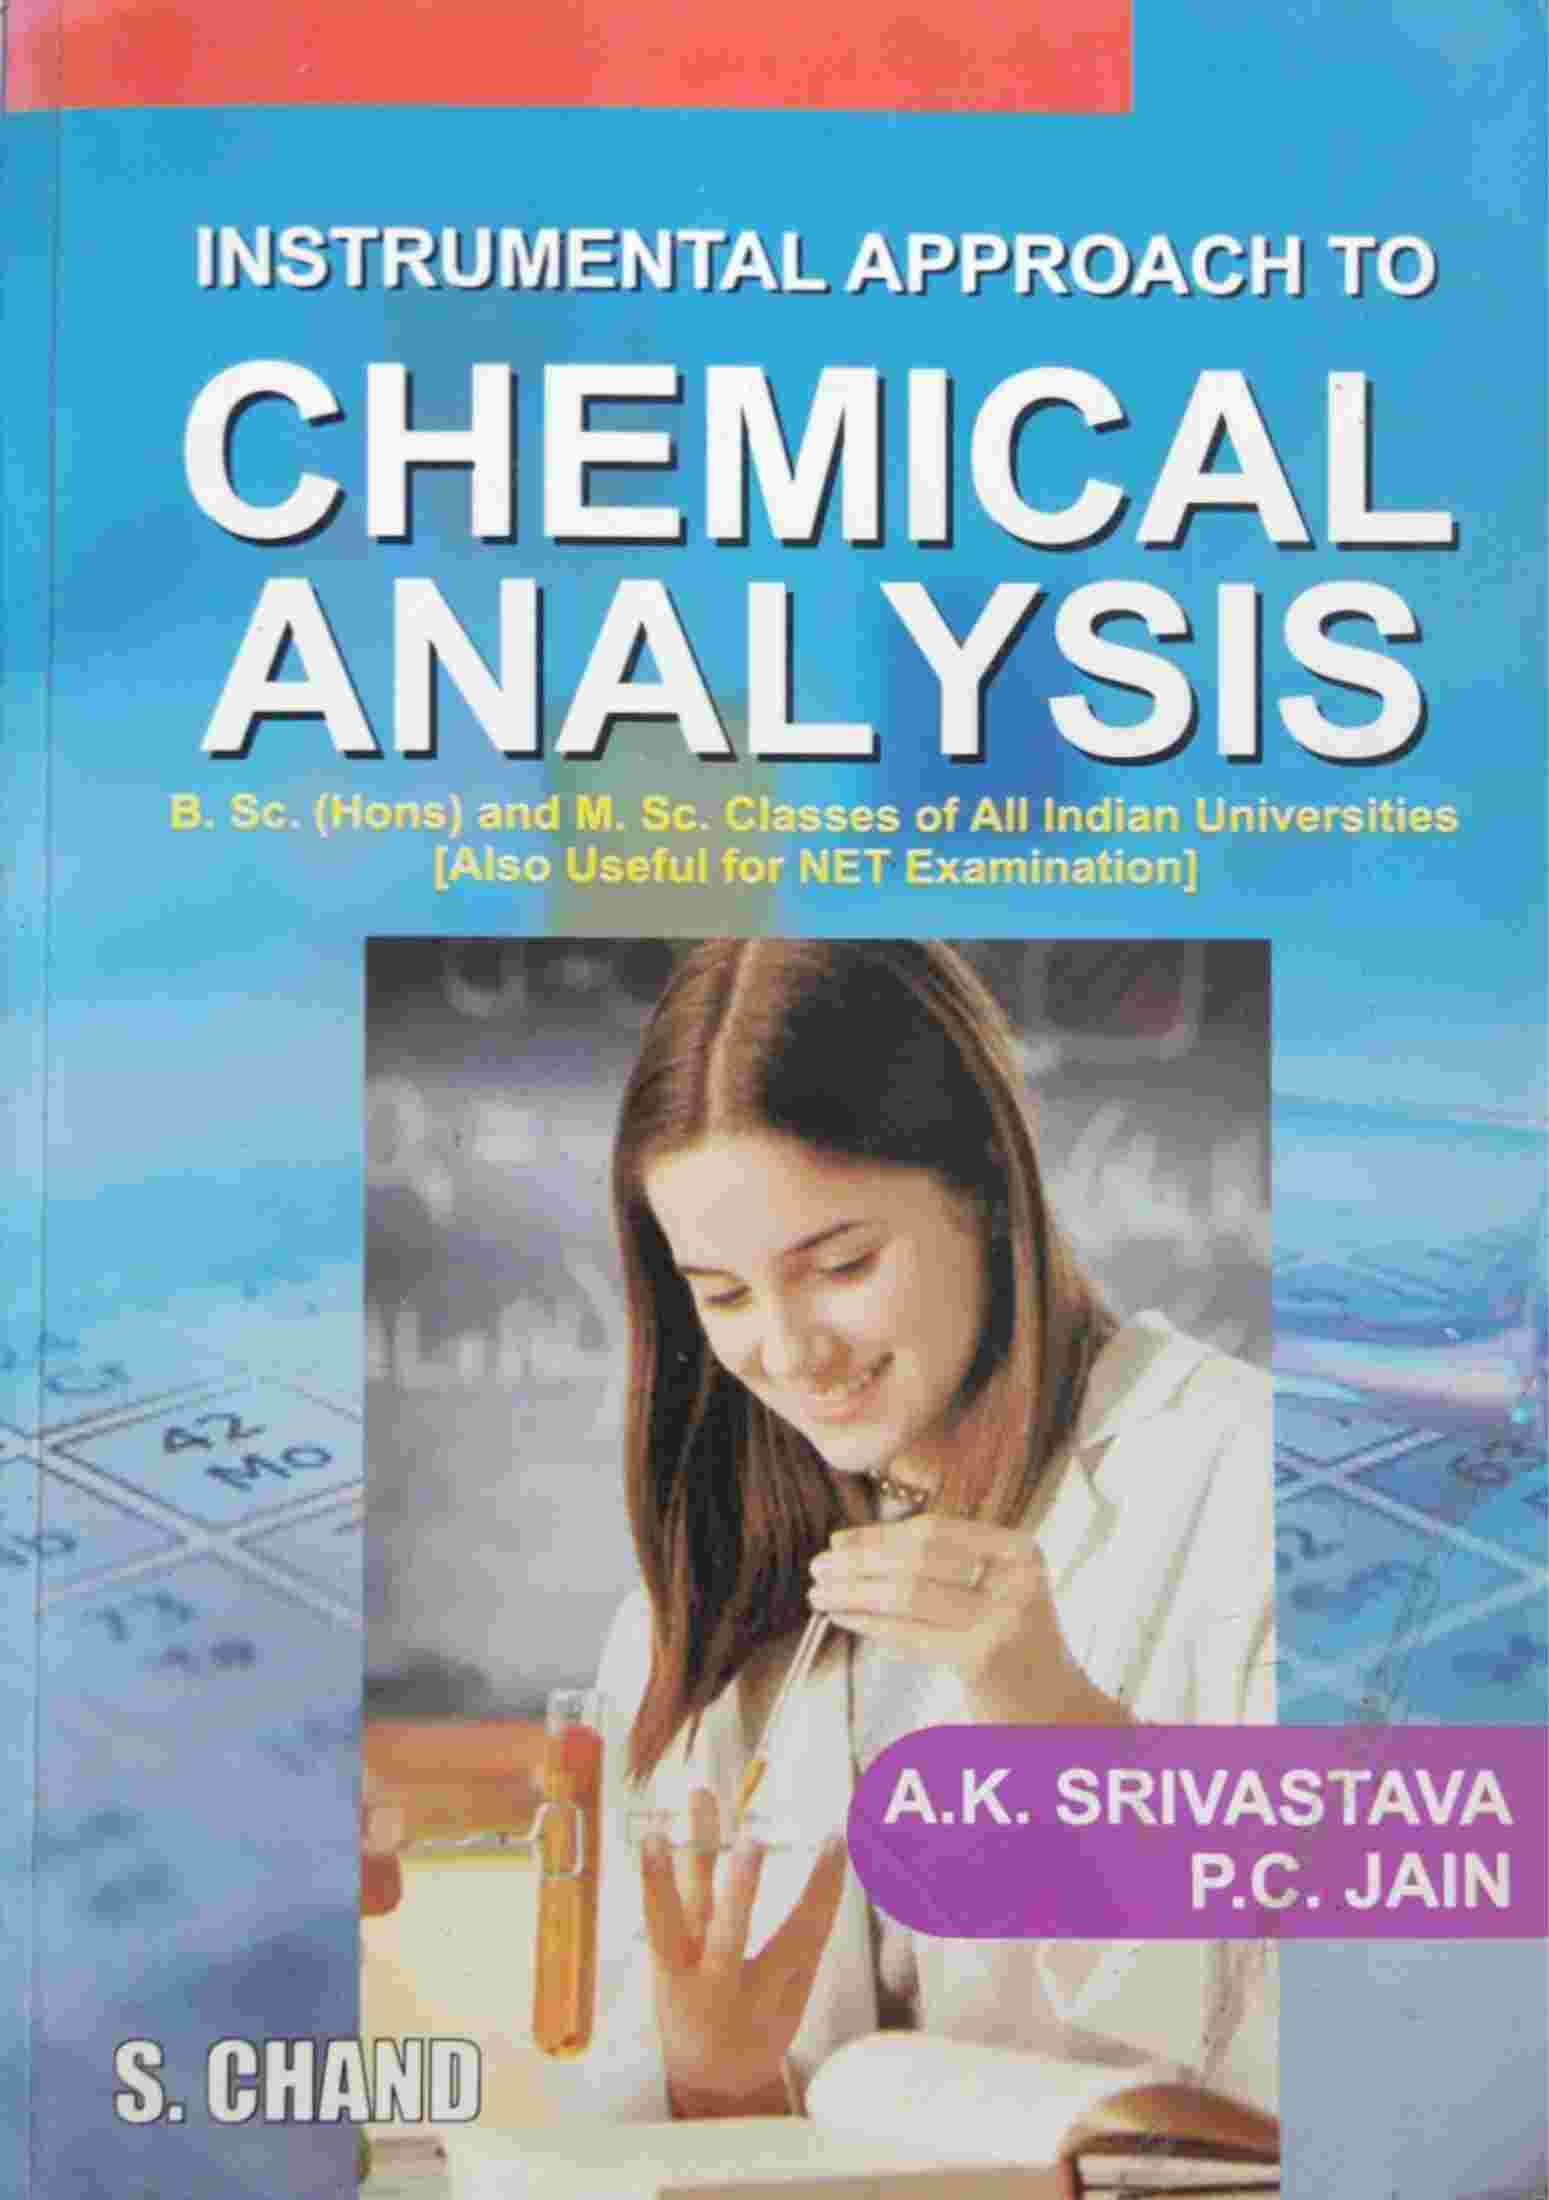 INSTRUMENTAL APPROACH TO
CHEMICAL
ANALYSIS
B. Sc. (Hons) and M. Sc. Classes of All Indian Universities
[Also Useful for NET Examination]
42
Mo
A.K. SRIVASTAVA
P.C. JAIN
S. CHAND